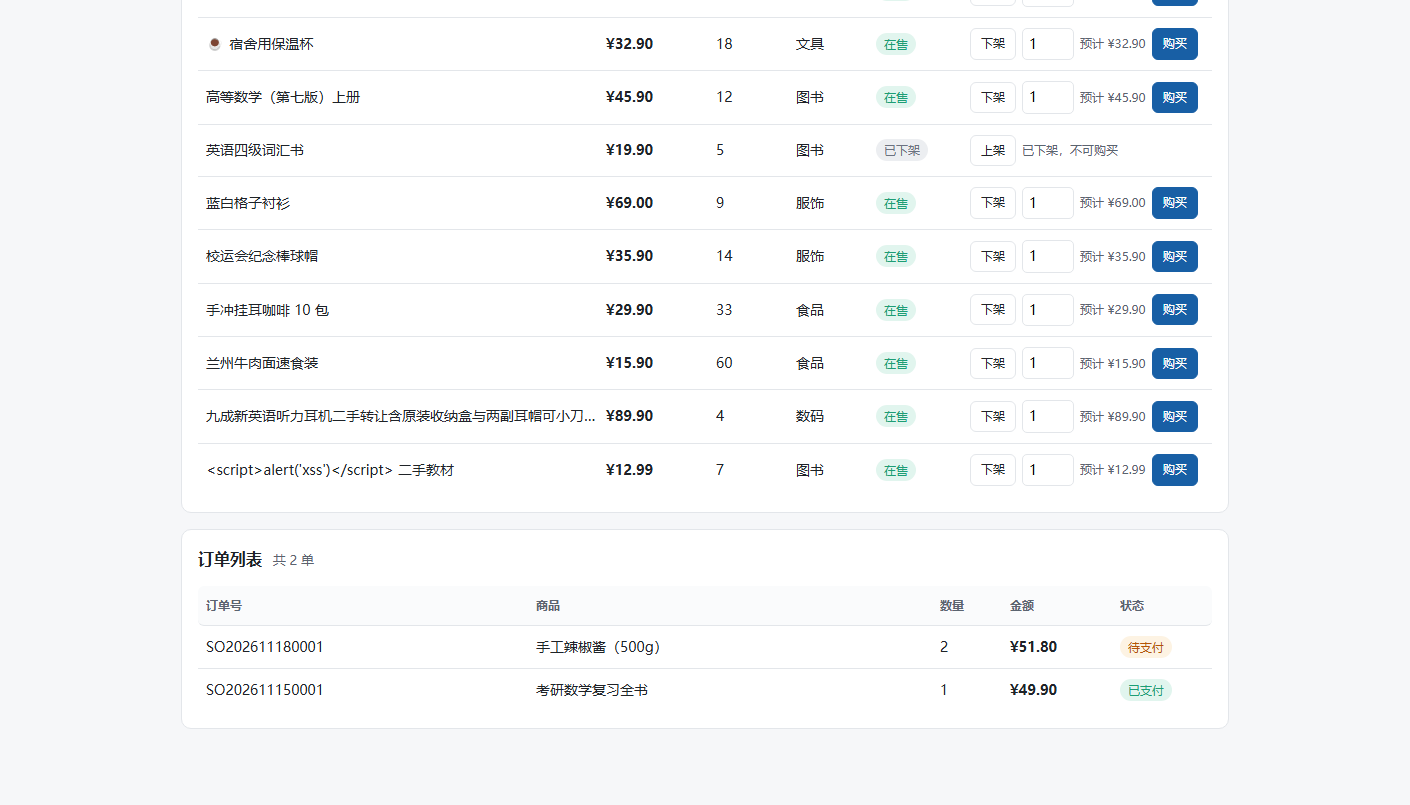 宿舍用保温杯 ¥32.90 18 文具 在售 下架 1 预计 ¥32.90 购买
高等数学（第七版）上册 ¥45.90 12 图书 在售 下架 1 预计 ¥45.90 购买
英语四级词汇书 ¥19.90 5 图书 已下架 上架 已下架，不可购买
蓝白格子衬衫 ¥69.00 9 服饰 在售 下架 1 预计 ¥69.00 购买
校运会纪念棒球帽 ¥35.90 14 服饰 在售 下架 1 预计 ¥35.90 购买
手冲挂耳咖啡 10 包 ¥29.90 33 食品 在售 下架 1 预计 ¥29.90 购买
兰州牛肉面速食装 ¥15.90 60 食品 在售 下架 1 预计 ¥15.90 购买
九成新英语听力耳机二手转让含原装收纳盒与两副耳帽可小刀... ¥89.90 4 数码 在售 下架 1 预计 ¥89.90 购买
<script>alert('xss')</script> 二手教材 ¥12.99 7 图书 在售 下架 1 预计 ¥12.99 购买
订单列表 共 2 单
订单号 商品 数量 金额 状态
SO202611180001 手工辣椒酱（500g） 2 ¥51.80 待支付
SO202611150001 考研数学复习全书 1 ¥49.90 已支付